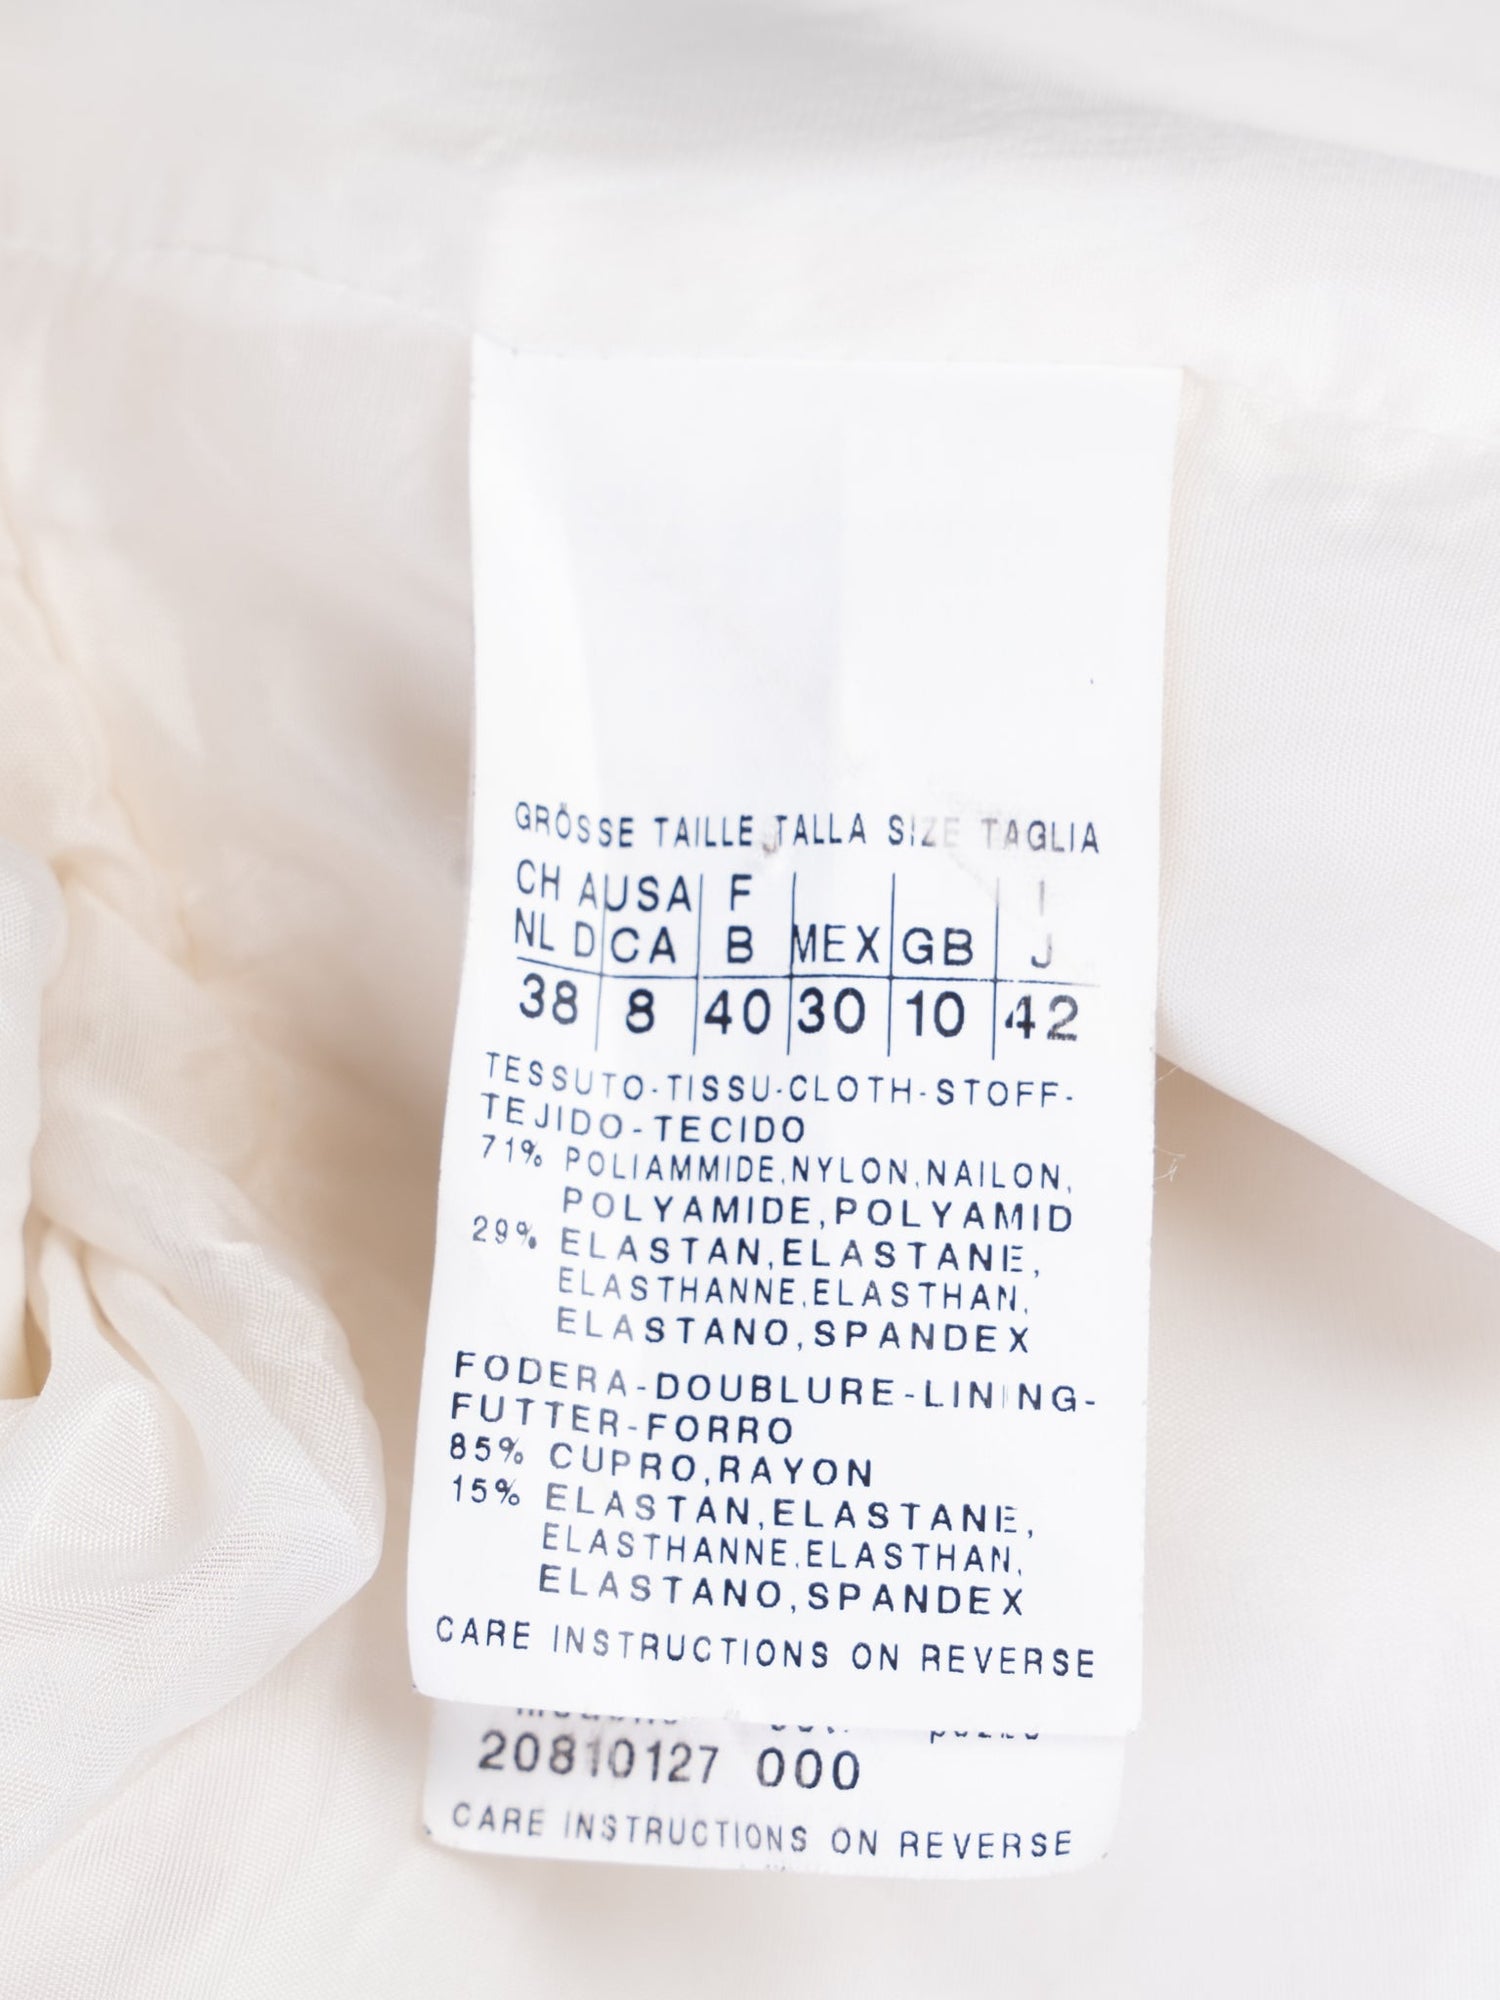 GRÖSSE TAILLE TALLA SIZE TAGLIA
CH A USA F I
NL D CA B MEX GB J
38 8 40 30 10 42
TESSUTO-TISSU-CLOTH-STOFF-
TEJIDO-TECIDO
71% POLIAMMIDE,NYLON,NAILON,
POLYAMIDE,POLYAMID
29% ELASTAN,ELASTANE,
ELASTHANNE,ELASTHAN,
ELASTANO,SPANDEX
FODERA-DOUBLURE-LINING-
FUTTER-FORRO
85% CUPRO,RAYON
15% ELASTAN,ELASTANE,
ELASTHANNE,ELASTHAN,
ELASTANO,SPANDEX
CARE INSTRUCTIONS ON REVERSE
20810127 000
CARE INSTRUCTIONS ON REVERSE